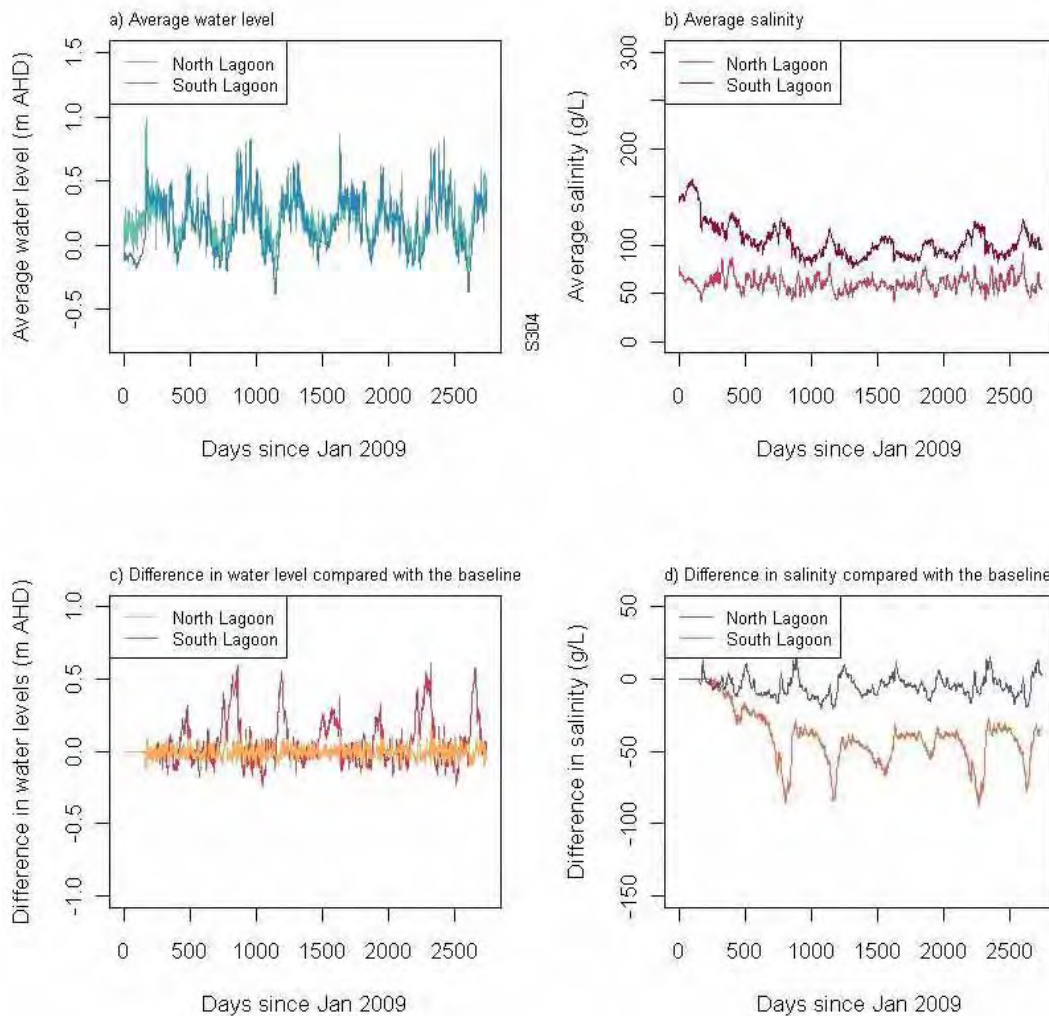 a) Average water level
Average water level (m AHD)
1.5
1.0
0.5
0.0
-0.5
North Lagoon
South Lagoon
0 500 1000 1500 2000 2500
Days since Jan 2009
S304
b) Average salinity
Average salinity (g/L)
300
200
100
50
0
North Lagoon
South Lagoon
0 500 1000 1500 2000 2500
Days since Jan 2009
c) Difference in water level compared with the baseline
Difference in water levels (m AHD)
1.0
0.5
0.0
-0.5
-1.0
North Lagoon
South Lagoon
0 500 1000 1500 2000 2500
Days since Jan 2009
d) Difference in salinity compared with the baseline
Difference in salinity (g/L)
50
0
-50
-100
-150
North Lagoon
South Lagoon
0 500 1000 1500 2000 2500
Days since Jan 2009